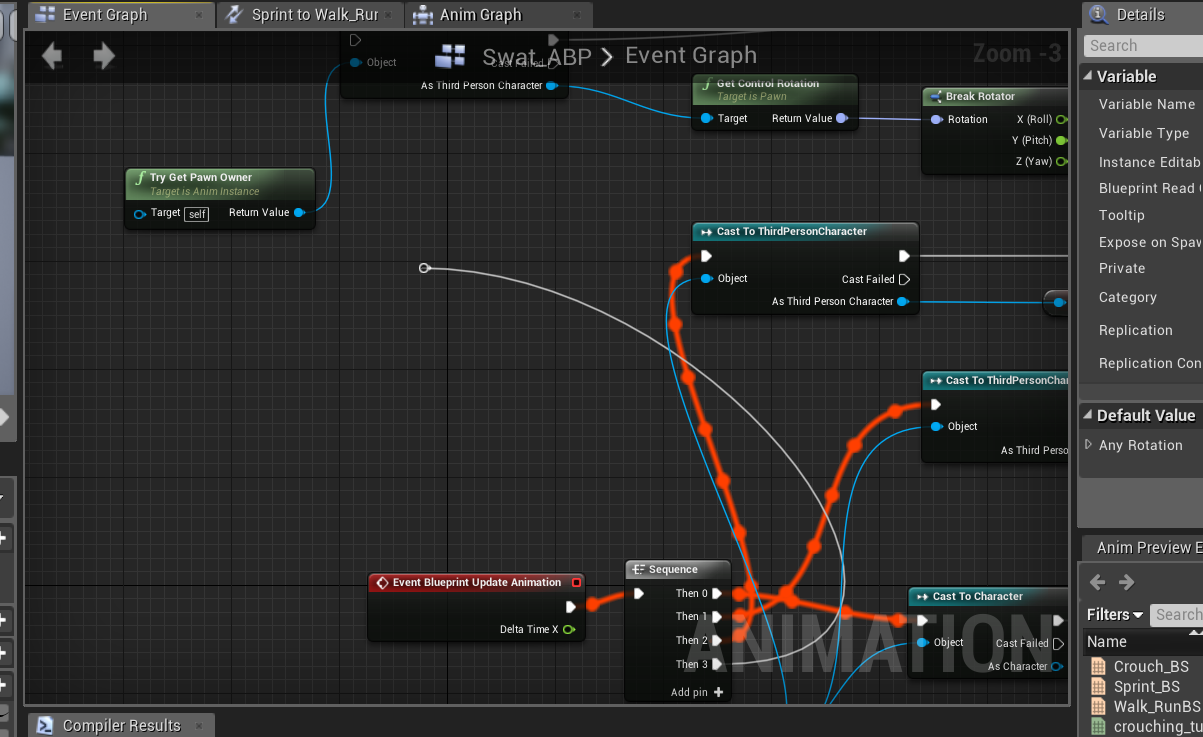 Event Graph
Sprint to Walk_Run
Anim Graph
Details
Swat_ABP > Event Graph
Zoom -3
Search
Object
Cast Failed
As Third Person Character
Get Control Rotation
Target is Pawn
Target
Return Value
Break Rotator
Rotation
X (Roll)
Y (Pitch)
Z (Yaw)
Variable
Variable Name
Variable Type
Instance Editab
Blueprint Read
Tooltip
Expose on Spaw
Private
Category
Replication
Replication Con
Try Get Pawn Owner
Target is Anim Instance
Target self
Return Value
Cast To ThirdPersonCharacter
Object
Cast Failed
As Third Person Character
Cast To ThirdPersonChar
Object
As Third Perso
Default Value
Any Rotation
Event Blueprint Update Animation
Delta Time X
Sequence
Then 0
Then 1
Then 2
Then 3
Add pin
Cast To Character
Object
Cast Failed
As Character
ANIMATION
Anim Preview E
Filters
Search
Name
Crouch_BS
Sprint_BS
Walk_RunBS
crouching_tu
Compiler Results